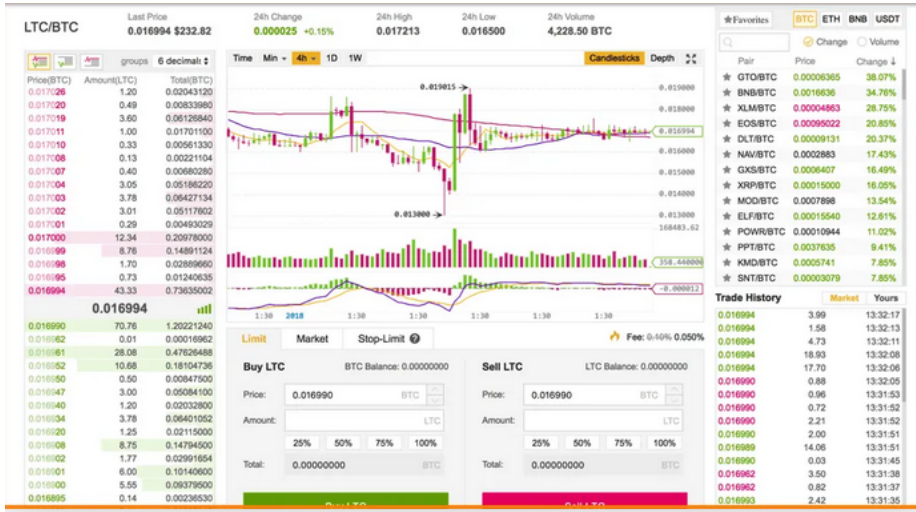 LTC/BTC
Last Price
0.016994 $232.82
24h Change
0.000025 +0.15%
24h High
0.017213
24h Low
0.016500
24h Volume
4,228.50 BTC
groups 6 decimals
Price(BTC) Amount(LTC) Total(BTC)
0.017026 1.20 0.02043120
0.017020 0.49 0.00833980
0.017019 3.60 0.06126840
0.017011 1.00 0.01701100
0.017010 0.33 0.00561330
0.017008 0.13 0.00221104
0.017007 0.40 0.00680280
0.017004 3.05 0.05186220
0.017003 3.78 0.06427134
0.017002 3.01 0.05117602
0.017001 0.29 0.00493029
0.017000 12.34 0.20978000
0.016999 8.76 0.14891124
0.016998 1.70 0.02889660
0.016995 0.73 0.01240635
0.016994 43.33 0.73635002
0.016994
0.016990 70.76 1.20221240
0.016962 0.01 0.00016962
0.016961 28.08 0.47626488
0.016952 10.68 0.18104736
0.016950 0.50 0.00847500
0.016947 3.00 0.05084100
0.016940 1.20 0.02032800
0.016934 3.78 0.06401052
0.016920 1.25 0.02115000
0.016908 8.75 0.14794500
0.016902 1.77 0.02991654
0.016901 6.00 0.10140600
0.016900 5.55 0.09379500
0.016895 0.14 0.00236530
Time Min 4h 1D 1W
Candlesticks Depth
0.019015
0.013000
0.019000
0.018000
0.016994
0.016000
0.015000
0.014000
0.013000
168483.62
358.440000
-0.000012
1:30 2018 1:30 1:30 1:30 1:30 1:30
Limit Market Stop-Limit
Fee: 0.10% 0.050%
Buy LTC BTC Balance: 0.00000000
Price: 0.016990 BTC
Amount: LTC
25% 50% 75% 100%
Total: 0.00000000 BTC
Buy LTC
Sell LTC LTC Balance: 0.00000000
Price: 0.016990 BTC
Amount: LTC
25% 50% 75% 100%
Total: 0.00000000 BTC
Sell LTC
Favorites BTC ETH BNB USDT
Change Volume
Pair Price Change
GTO/BTC 0.00006365 38.07%
BNB/BTC 0.0016636 34.76%
XLM/BTC 0.00004863 28.75%
EOS/BTC 0.00095022 20.85%
DLT/BTC 0.00009131 20.37%
NAV/BTC 0.0002883 17.43%
GXS/BTC 0.0006407 16.49%
XRP/BTC 0.00015000 16.05%
MOD/BTC 0.0007898 13.54%
ELF/BTC 0.00015540 12.61%
POWR/BTC 0.00010944 11.02%
PPT/BTC 0.0037635 9.41%
KMD/BTC 0.0005741 7.85%
SNT/BTC 0.00003079 7.85%
Trade History Market Yours
0.016994 3.99 13:32:17
0.016994 1.58 13:32:13
0.016994 4.73 13:32:11
0.016994 18.93 13:32:08
0.016994 17.70 13:32:06
0.016990 0.88 13:32:05
0.016990 0.96 13:31:53
0.016990 0.72 13:31:52
0.016990 2.21 13:31:52
0.016990 2.00 13:31:51
0.016989 14.06 13:31:51
0.016990 0.03 13:31:45
0.016962 3.50 13:31:38
0.016962 0.82 13:31:37
0.016993 2.42 13:31:35